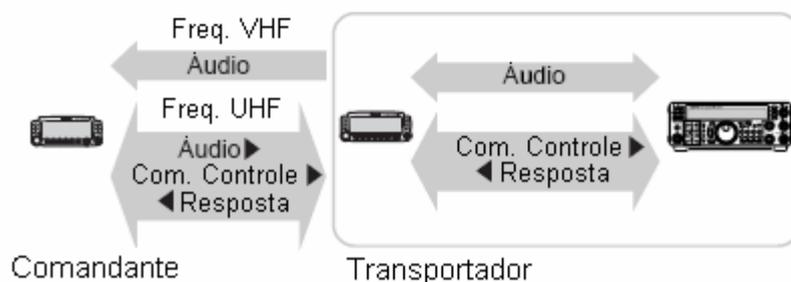 Freq. VHF
Áudio
Freq. UHF
Áudio▶
Com. Controle ▶
◀Resposta
Comandante
Áudio
Com. Controle▶
◀Resposta
Transportador